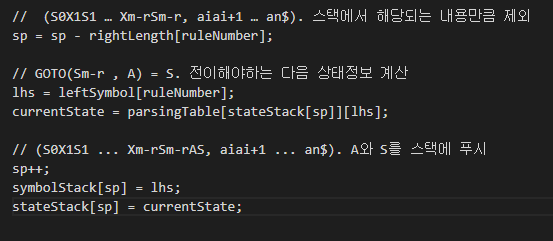 //  (S0X1S1 … Xm-rSm-r, aiai+1 … an$). 스택에서 해당되는 내용만큼 제외
sp = sp - rightLength[ruleNumber];
// GOTO(Sm-r , A) = S. 전이해야하는 다음 상태정보 계산
lhs = leftSymbol[ruleNumber];
currentState = parsingTable[stateStack[sp]][lhs];
// (S0X1S1 ... Xm-rSm-rAS, aiai+1 ... an$). A와 S를 스택에 푸시
sp++;
symbolStack[sp] = lhs;
stateStack[sp] = currentState;